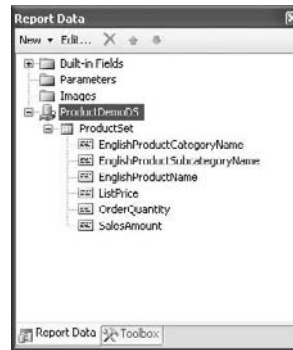 Report Data
New Edit...
Built-in Fields
Parameters
Images
ProductDemoDS
ProductSet
EnglishProductCategoryName
EnglishProductSubcategoryName
EnglishProductName
ListPrice
OrderQuantity
SalesAmount
Report Data Toolbox